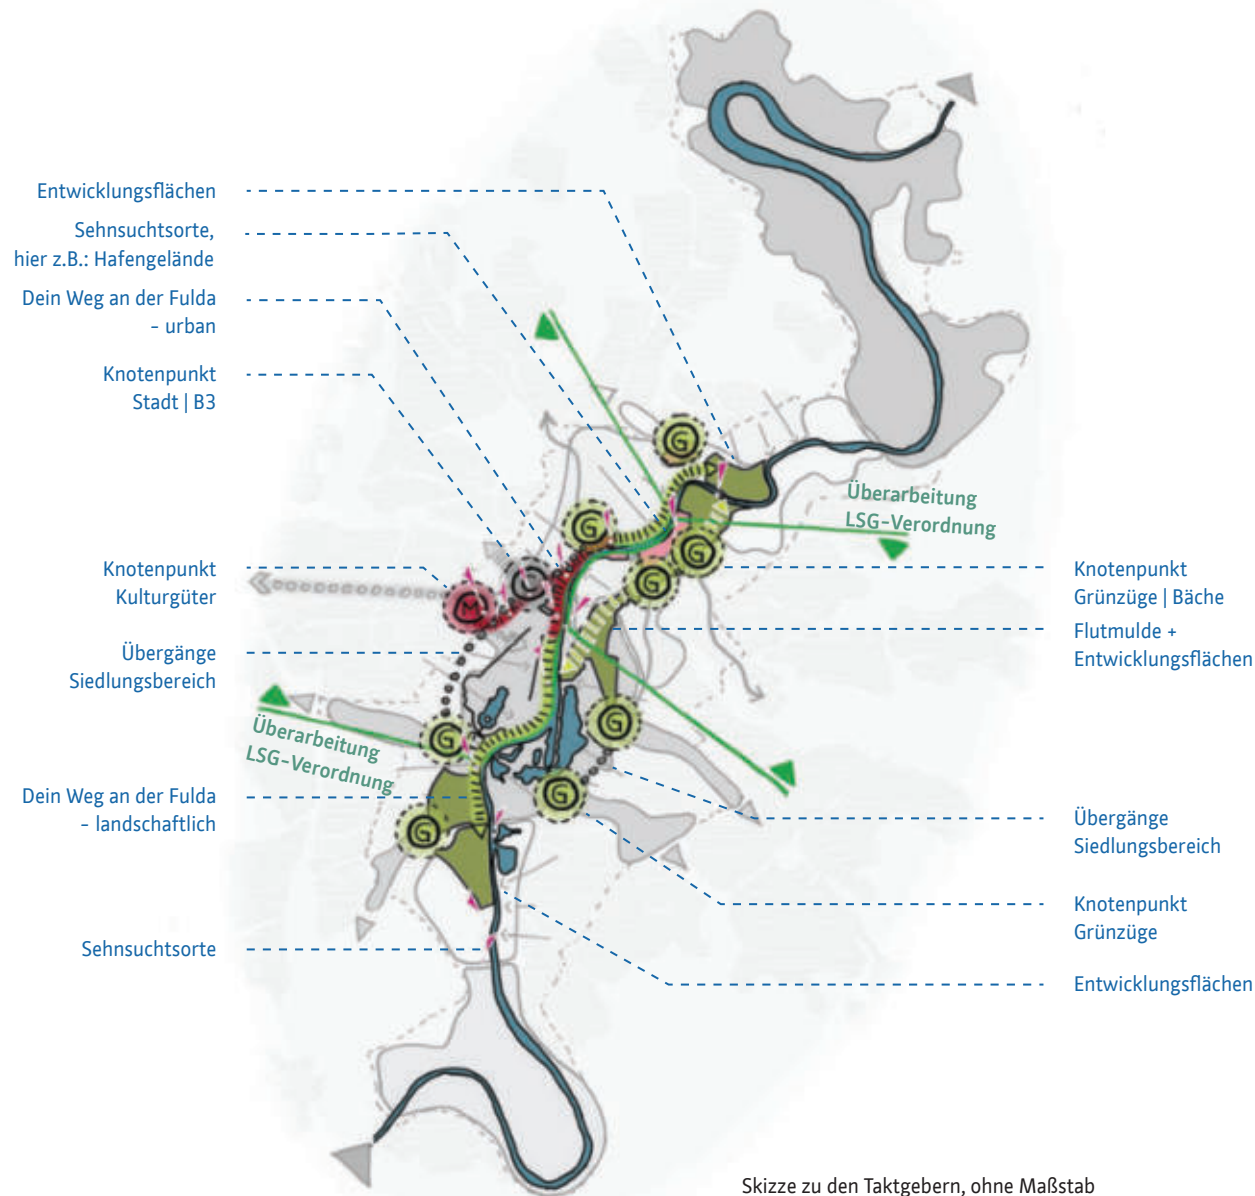 Entwicklungsflächen
Sehnsuchtsorte,
hier z.B.: Hafengelände
Dein Weg an der Fulda
- urban
Knotenpunkt
Stadt | B3
Knotenpunkt
Kulturgüter
Übergänge
Siedlungsbereich
Überarbeitung
LSG-Verordnung
Dein Weg an der Fulda
- landschaftlich
Sehnsuchtsorte
G
G
G
G
M
G
G
G
G
G
Überarbeitung
LSG-Verordnung
Knotenpunkt
Grünzüge | Bäche
Flutmulde +
Entwicklungsflächen
Übergänge
Siedlungsbereich
Knotenpunkt
Grünzüge
Entwicklungsflächen
Skizze zu den Taktgebern, ohne Maßstab